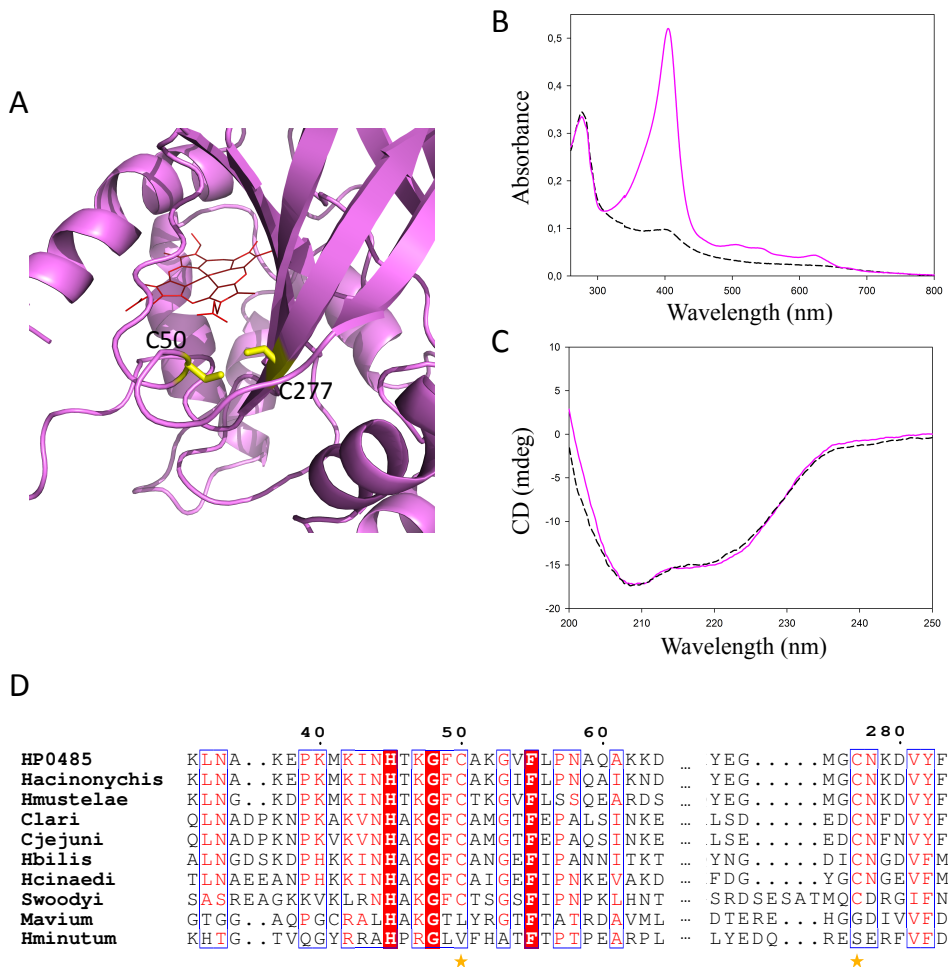 A
C50
C277
B
Absorbance
0,5
0,4
0,3
0,2
0,1
0,0
300 400 500 600 700 800
Wavelength (nm)
C
CD (mdeg)
10
5
0
-5
-10
-15
-20
200 210 220 230 240 250
Wavelength (nm)
D
40 50 60 280
HP0485 KLNA..KEPKMKINHTKGFCAKGVFLPNAQAKKD ... YEG.....MGCNKDVYF
Hacinonychis KLNA..KEPKMKINHTKGFCAKGIFLPNQAIKND ... YEG.....MGCNKDVYF
Hmustelae KLNG..KDPKMKINHTKGFCTKGVFLSSQEARDS ... YEG.....MGCNKDVYF
Clari QLNADPKNPKAKVNHAKGFCAMGTFEPALSINKE ... LSD.....EDCNFDVYF
Cjejuni QLNADPKNPKVKVNHAKGFCAMGTFEPAQSINKE ... LSE.....EDCNFNVYF
Hbilis ALNGDSKDPHKKINHAKGFCANGEFIPANNITKT ... YNG.....DICNGDVFM
Hcinaedi TLNAEEANPHKKINHAKGFCAIGEFIPNKEVAKD ... FDG.....YGCNGEVYF
Swoodyi SASREAGKKVKLRNHAKGFCTSGSFIPNPKLHNT ... SRDSESATMQCDRGIFN
Mavium GTGG..AQPGCRALHAKGTLYRGTFTATRDAVML ... DTERE...HGGDIVVFD
Hminutum KHTG..TVQGYRRAHPRGLVFHATFTPTPEARPL ... YEDQ....RESERFVFD